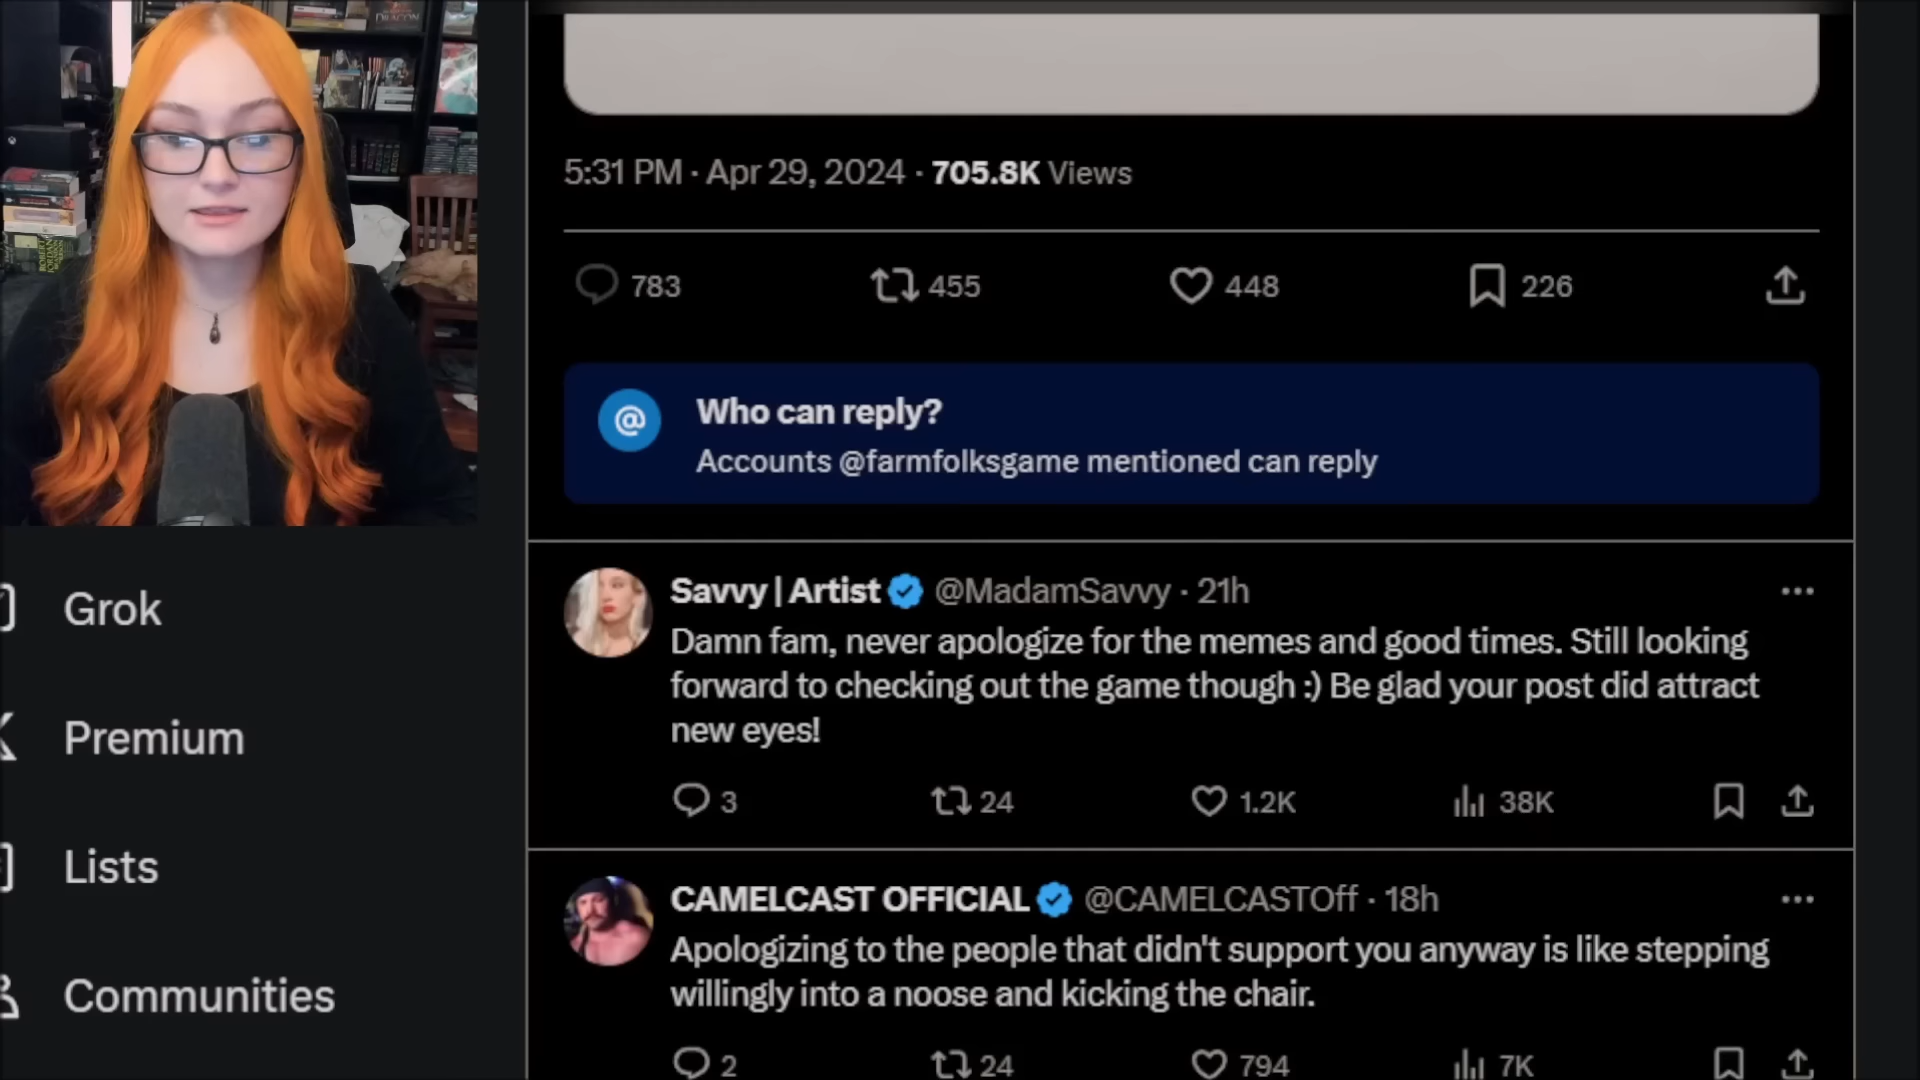 DRAGON
ROBERT
JORDAN
5:31 PM · Apr 29, 2024 · 705.8K Views
783 455 448 226
@ Who can reply?
Accounts @farmfolksgame mentioned can reply
Savvy | Artist @MadamSavvy · 21h
Damn fam, never apologize for the memes and good times. Still looking
forward to checking out the game though :) Be glad your post did attract
new eyes!
3 24 1.2K 38K
CAMELCAST OFFICIAL @CAMELCASTOff · 18h
Apologizing to the people that didn't support you anyway is like stepping
willingly into a noose and kicking the chair.
2 24 794 7K
Grok
Premium
Lists
Communities